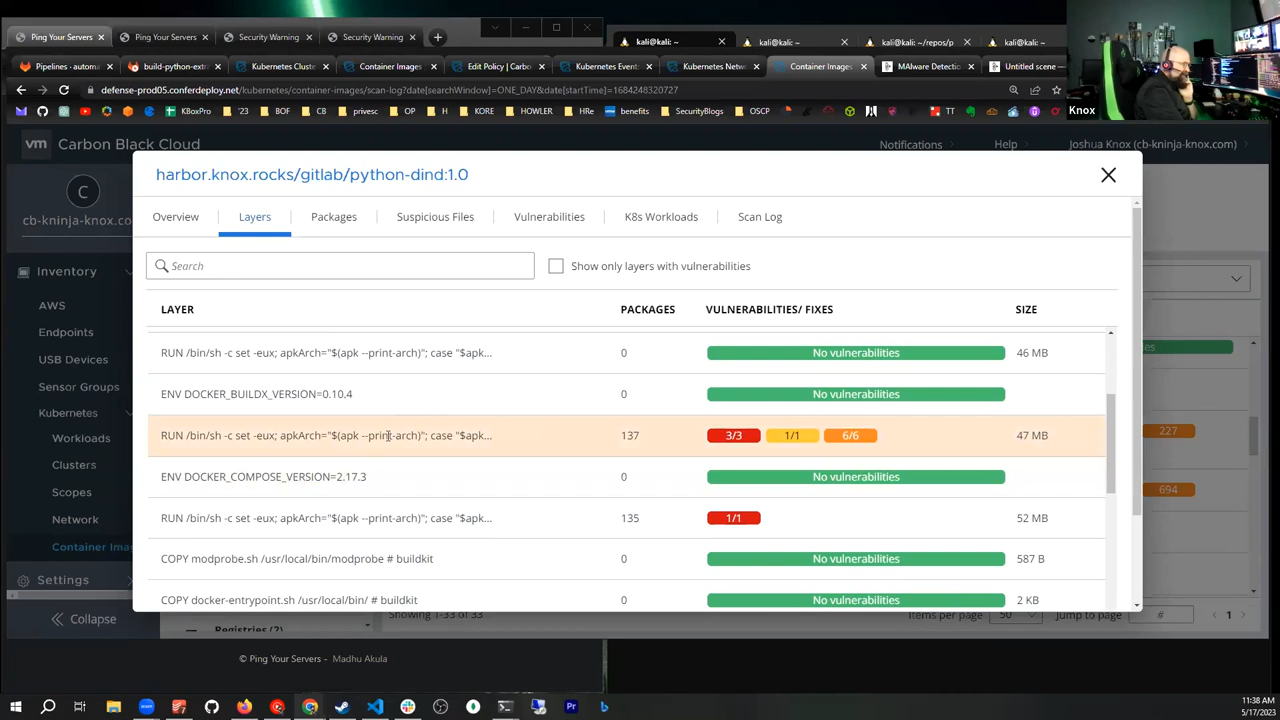 Ping Your Servers
Ping Your Servers
Security Warning
Security Warning
kali@kali: ~
kali@kali: ~
kali@kali: ~/repos/p
kali@kali: ~
Pipelines · automa
build-python-extra
Kubernetes Cluste
Container Images
Edit Policy | Carbo
Kubernetes Events
Kubernetes Netwo
Container Images
MAlware Detection
Untitled scene —
defense-prod05.conferdeploy.net/kubernetes/container-images/scan-log?date[searchWindow]=ONE_DAY&date[startTime]=1684248320727
Knox
KBoxPro
'23
BOF
CB
privesc
OP
H
KORE
HOWLER
HRe
benefits
SecurityBlogs
OSCP
TT
vm
Carbon Black Cloud
Notifications
Help
Joshua Knox (cb-kninja-knox.com)
C
cb-kninja-knox.co
Inventory
AWS
Endpoints
USB Devices
Sensor Groups
Kubernetes
Workloads
Clusters
Scopes
Network
Container Ima
Settings
Collapse
harbor.knox.rocks/gitlab/python-dind:1.0
Overview
Layers
Packages
Suspicious Files
Vulnerabilities
K8s Workloads
Scan Log
Search
Show only layers with vulnerabilities
LAYER PACKAGES VULNERABILITIES/ FIXES SIZE
RUN /bin/sh -c set -eux; apkArch="$(apk --print-arch)"; case "$apk... 0 No vulnerabilities 46 MB
ENV DOCKER_BUILDX_VERSION=0.10.4 0 No vulnerabilities
RUN /bin/sh -c set -eux; apkArch="$(apk --print-arch)"; case "$apk... 137 3/3 1/1 6/6 47 MB
ENV DOCKER_COMPOSE_VERSION=2.17.3 0 No vulnerabilities
RUN /bin/sh -c set -eux; apkArch="$(apk --print-arch)"; case "$apk... 135 1/1 52 MB
COPY modprobe.sh /usr/local/bin/modprobe # buildkit 0 No vulnerabilities 587 B
COPY docker-entrypoint.sh /usr/local/bin/ # buildkit 0 No vulnerabilities 2 KB
227
694
Registries (2)
Showing 1-33 of 33
Items per page
50
Jump to page
#
1
© Ping Your Servers - Madhu Akula
11:38 AM
5/17/2023